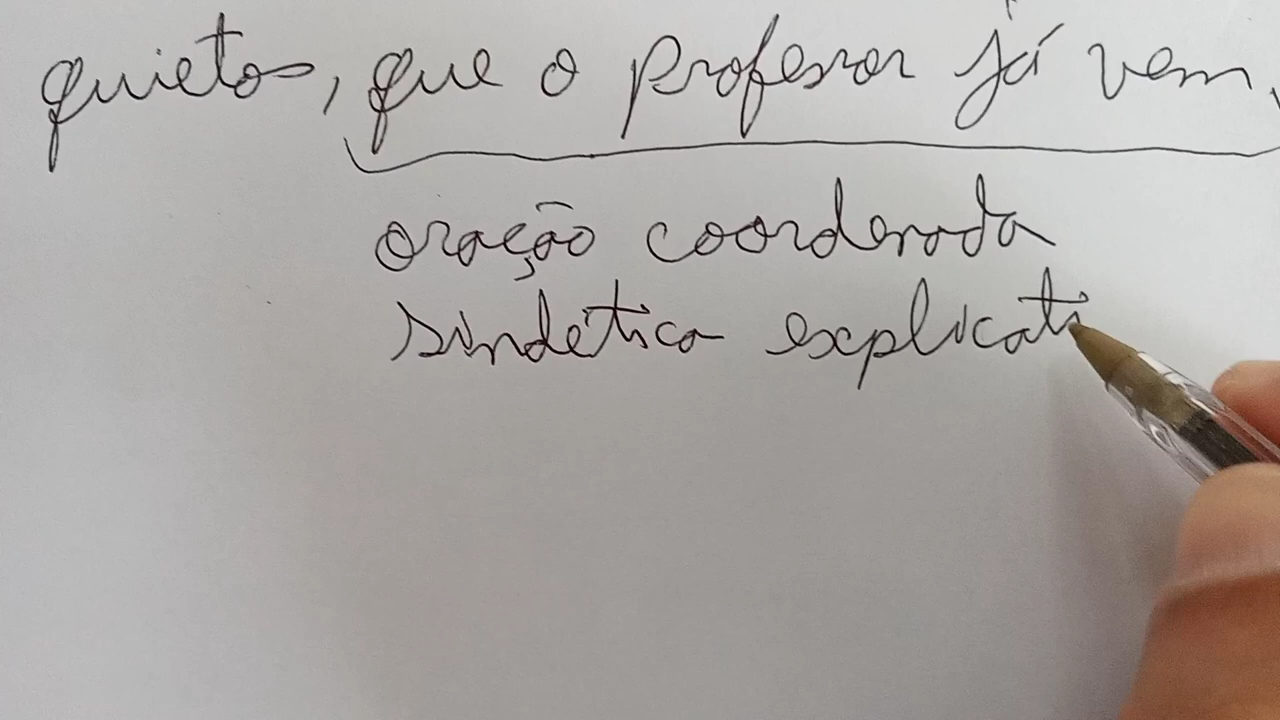 quietos, que o professor já vem.
oração coordenada
sindética explicati